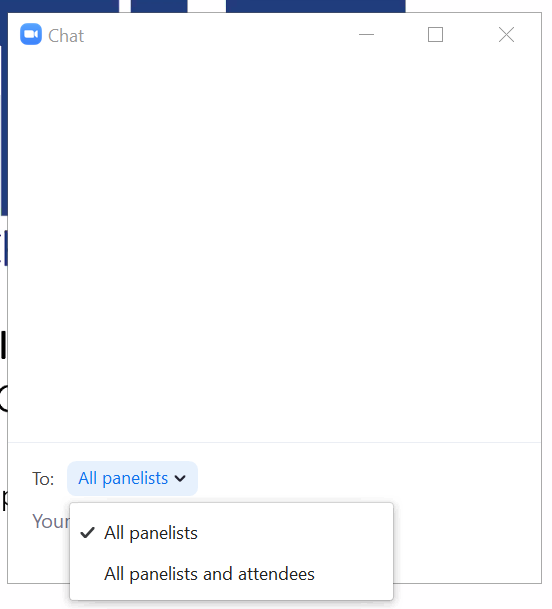 Chat
To: All panelists
Your
All panelists
All panelists and attendees